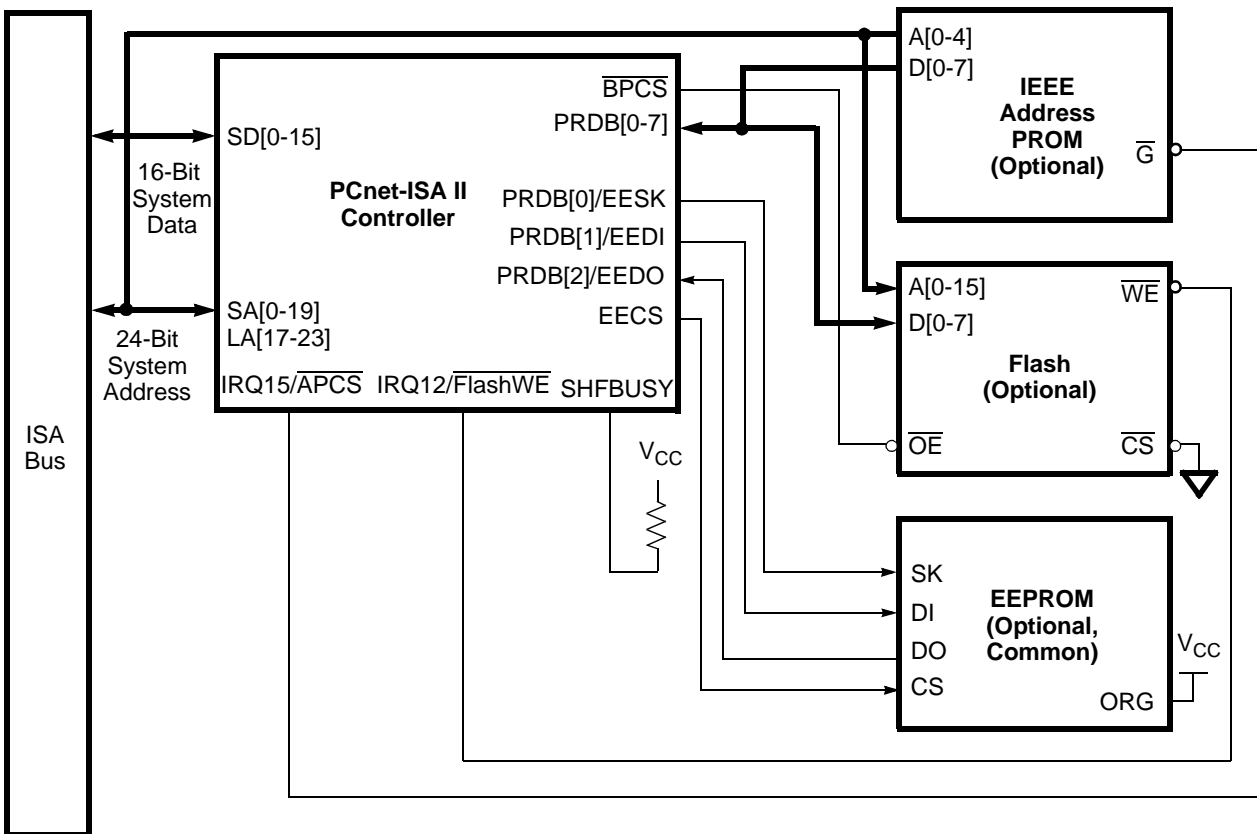 ISA
Bus
16-Bit
System
Data
24-Bit
System
Address
PCnet-ISA II
Controller
SD[0-15]
SA[0-19]
LA[17-23]
BPCS
PRDB[0-7]
PRDB[0]/EESK
PRDB[1]/EEDI
PRDB[2]/EEDO
EECS
IRQ15/APCS IRQ12/FlashWE SHFBUSY
VCC
A[0-4]
D[0-7]
IEEE
Address
PROM
(Optional)
G
A[0-15]
D[0-7]
WE
Flash
(Optional)
OE
CS
SK
DI
DO
CS
EEPROM
(Optional,
Common)
ORG
VCC